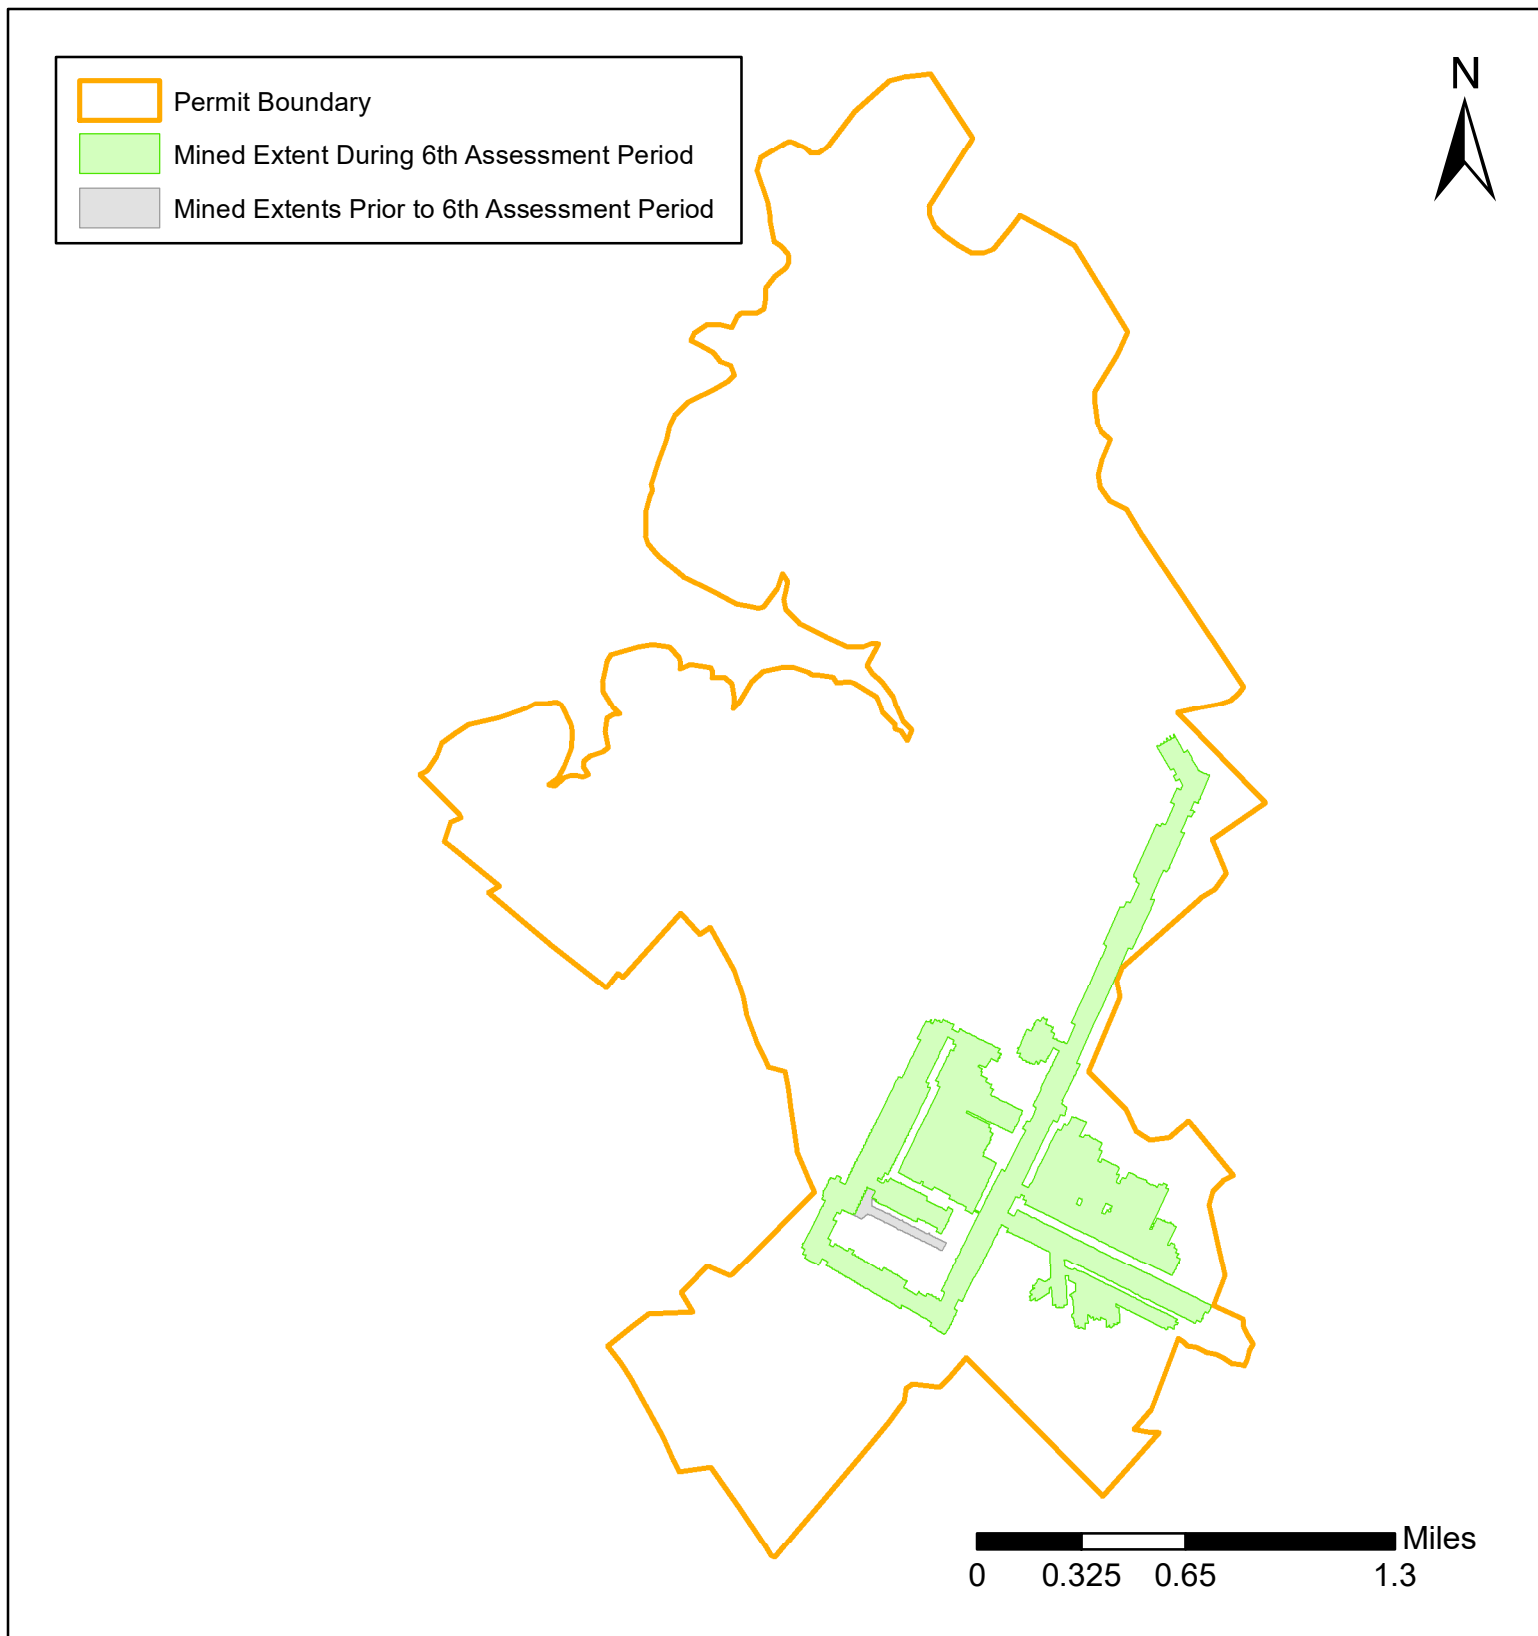 Permit Boundary
Mined Extent During 6th Assessment Period
Mined Extents Prior to 6th Assessment Period
N
Miles
0 0.325 0.65 1.3